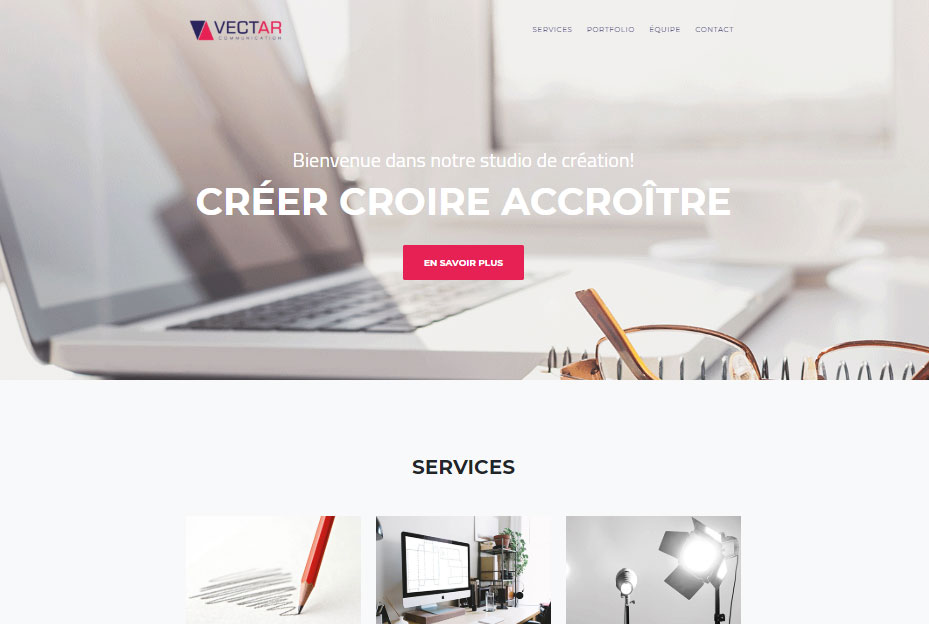 VECTAR
COMMUNICATION
SERVICES PORTFOLIO ÉQUIPE CONTACT
Bienvenue dans notre studio de création!
CRÉER CROIRE ACCROÎTRE
EN SAVOIR PLUS
SERVICES